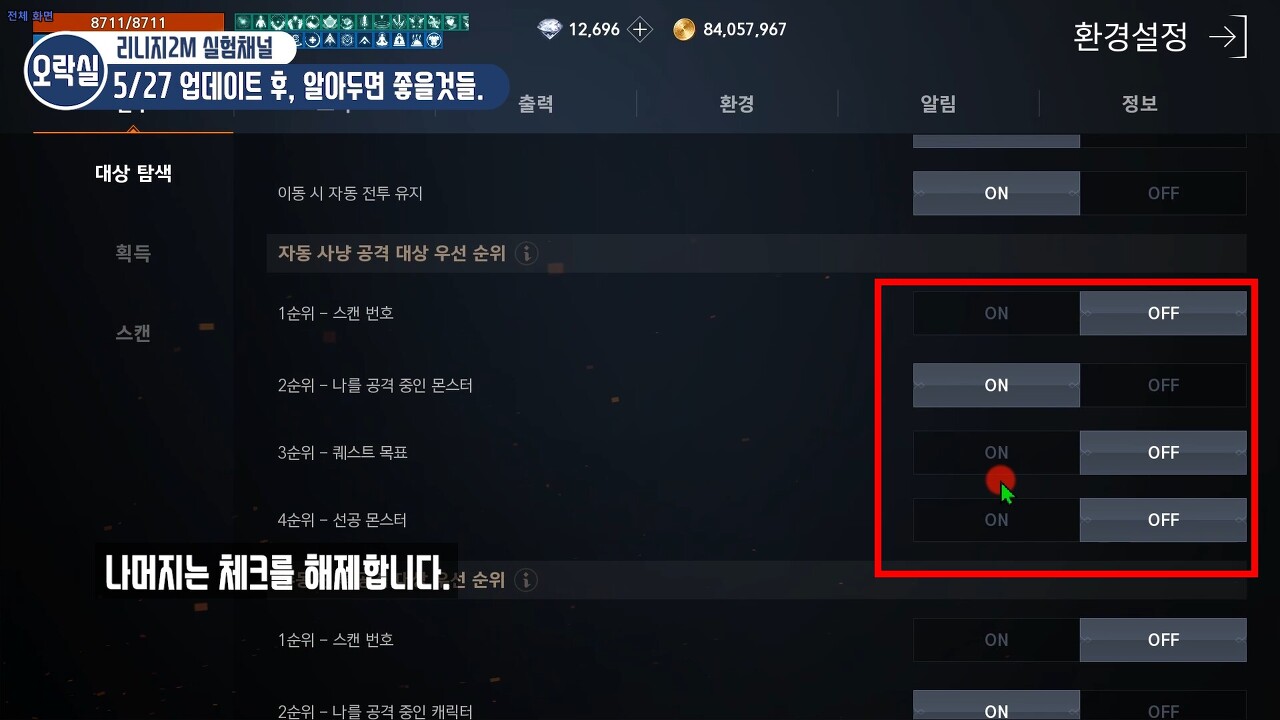 전체 화면
8711/8711
12,696
84,057,967
환경설정
오락실
리니지2M 실험채널
5/27 업데이트 후, 알아두면 좋을것들.
출력
환경
알림
정보
대상 탐색
획득
스캔
이동 시 자동 전투 유지
ON OFF
자동 사냥 공격 대상 우선 순위
1순위 - 스캔 번호
ON OFF
2순위 - 나를 공격 중인 몬스터
ON OFF
3순위 - 퀘스트 목표
ON OFF
4순위 - 선공 몬스터
ON OFF
나머지는 체크를 해제합니다.
우선 순위
1순위 - 스캔 번호
ON OFF
2순위 - 나를 공격 중인 캐릭터
ON OFF